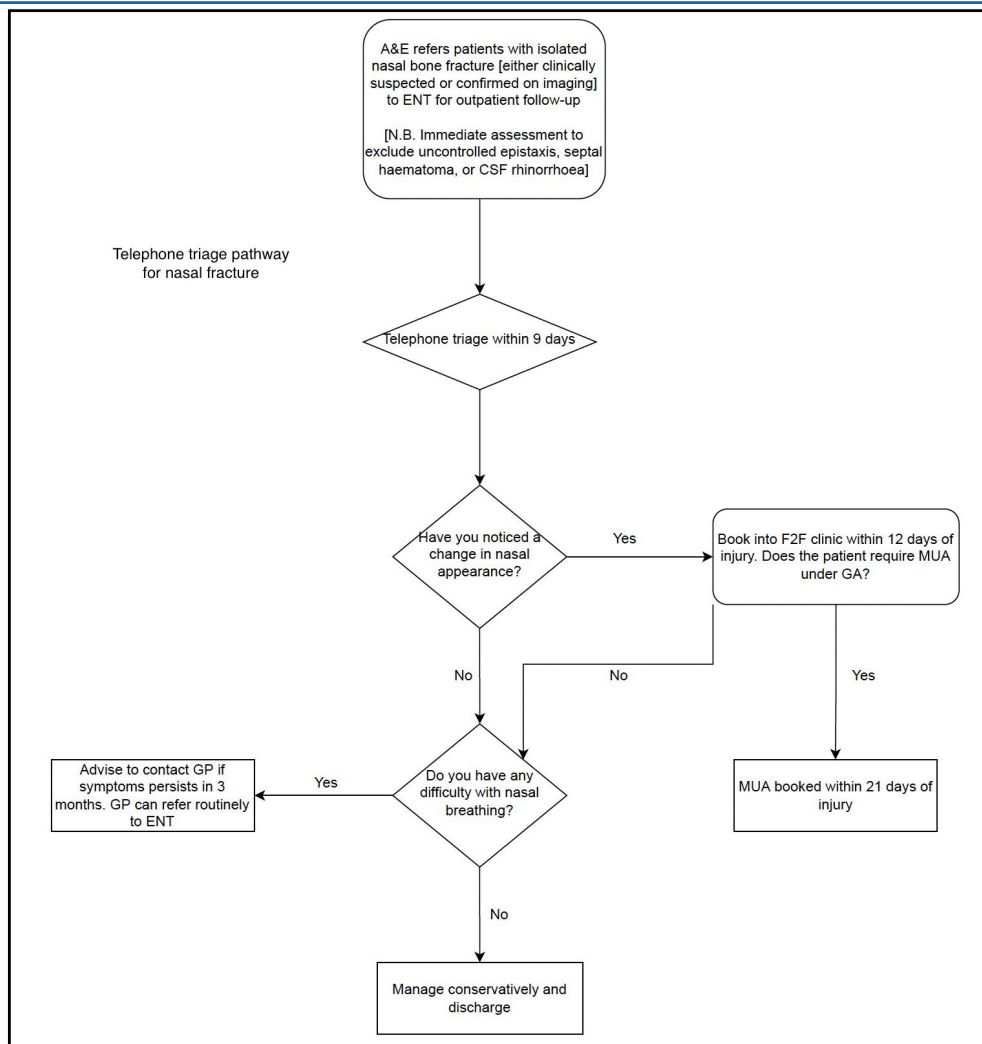 A&E refers patients with isolated
nasal bone fracture [either clinically
suspected or confirmed on imaging]
to ENT for outpatient follow-up
[N.B. Immediate assessment to
exclude uncontrolled epistaxis, septal
haematoma, or CSF rhinorrhoea]
Telephone triage pathway
for nasal fracture
Telephone triage within 9 days
Have you noticed a
change in nasal
appearance?
Yes
Book into F2F clinic within 12 days of
injury. Does the patient require MUA
under GA?
No
No
Yes
Do you have any
difficulty with nasal
breathing?
Yes
Advise to contact GP if
symptoms persists in 3
months. GP can refer routinely
to ENT
MUA booked within 21 days of
injury
No
Manage conservatively and
discharge